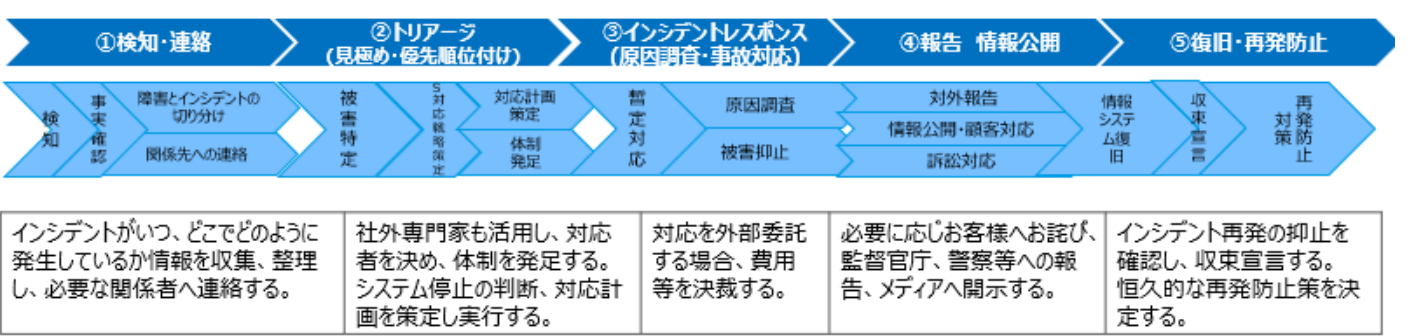 ①検知・連絡
②トリアージ
(見極め・優先順位付け)
③インシデントレスポンス
(原因調査・事故対応)
④報告 情報公開
⑤復旧・再発防止
検知
事実確認
障害とインシデントの
切り分け
関係先への連絡
被害特定
S対応戦略策定
対応計画
策定
体制
発足
暫定対応
原因調査
被害抑止
対外報告
情報公開・顧客対応
訴訟対応
情報
システ
ム復
旧
収束宣言
再発防止
対策
インシデントがいつ、どこでどのように
発生しているか情報を収集、整理
し、必要な関係者へ連絡する。
社外専門家も活用し、対応
者を決め、体制を発足する。
システム停止の判断、対応計
画を策定し実行する。
対応を外部委託
する場合、費用
等を決裁する。
必要に応じお客様へお詫び、
監督官庁、警察等への報
告、メディアへ開示する。
インシデント再発の抑止を
確認し、収束宣言する。
恒久的な再発防止策を決
定する。